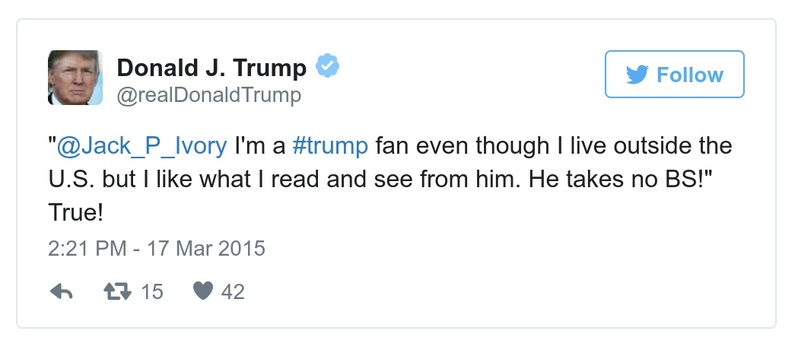 Donald J. Trump
@realDonaldTrump
Follow
"@Jack_P_Ivory I'm a #trump fan even though I live outside the
U.S. but I like what I read and see from him. He takes no BS!"
True!
2:21 PM - 17 Mar 2015
15 42